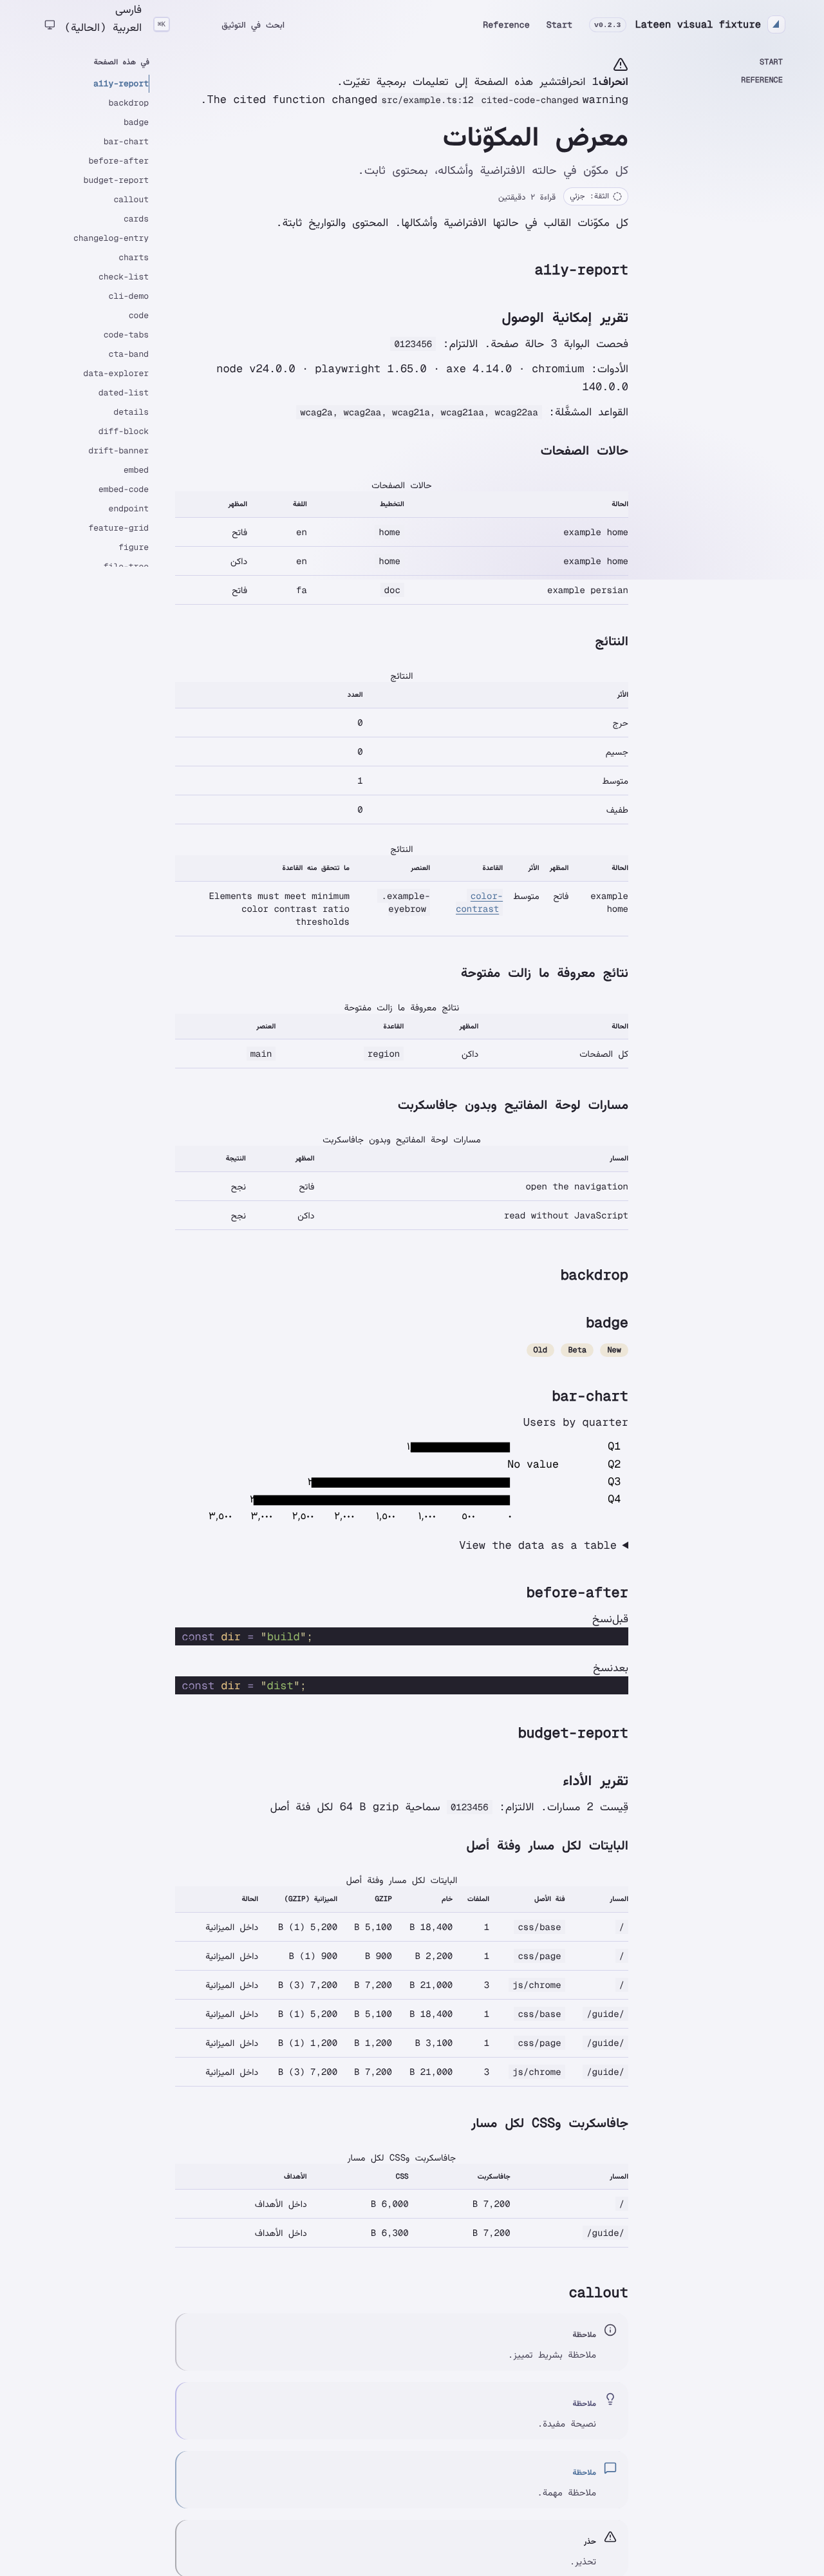 Lateen visual fixture
v0.2.3
Start
Reference
ابحث في التوثيق
⌘K
فارسی
العربية (الحالية)
START
REFERENCE
في هذه الصفحة
a11y-report
backdrop
badge
bar-chart
before-after
budget-report
callout
cards
changelog-entry
charts
check-list
cli-demo
code
code-tabs
cta-band
data-explorer
dated-list
details
diff-block
drift-banner
embed
embed-code
endpoint
feature-grid
figure
file-tree
انحراف1 انحرافتشير هذه الصفحة إلى تعليمات برمجية تغيّرت.
warning cited-code-changed src/example.ts:12 The cited function changed.
معرض المكوّنات
كل مكوّن في حالته الافتراضية وأشكاله، بمحتوى ثابت.
الثقة: جزئي
قراءة ٢ دقيقتين
كل مكوّنات القالب في حالتها الافتراضية وأشكالها. المحتوى والتواريخ ثابتة.
a11y-report
تقرير إمكانية الوصول
فحصت البوابة 3 حالة صفحة. الالتزام: 0123456
الأدوات: node v24.0.0 · playwright 1.65.0 · axe 4.14.0 · chromium
140.0.0
القواعد المشغَّلة: wcag2a, wcag2aa, wcag21a, wcag21aa, wcag22aa
حالات الصفحات
حالات الصفحات
الحالة التخطيط اللغة المظهر
example home home en فاتح
example home home en داكن
example persian doc fa فاتح
النتائج
النتائج
الأثر العدد
حرج 0
جسيم 0
متوسط 1
طفيف 0
النتائج
الحالة المظهر الأثر القاعدة العنصر ما تتحقق منه القاعدة
example home فاتح متوسط color-contrast .example-eyebrow Elements must meet minimum color contrast ratio thresholds
نتائج معروفة ما زالت مفتوحة
نتائج معروفة ما زالت مفتوحة
الحالة المظهر القاعدة العنصر
كل الصفحات داكن region main
مسارات لوحة المفاتيح وبدون جافاسكربت
مسارات لوحة المفاتيح وبدون جافاسكربت
المسار المظهر النتيجة
open the navigation فاتح نجح
read without JavaScript داكن نجح
backdrop
badge
New Beta Old
bar-chart
Users by quarter
Q1
Q2 No value
Q3
Q4
٠ ٥٠٠ ١٬٠٠٠ ١٬٥٠٠ ٢٬٠٠٠ ٢٬٥٠٠ ٣٬٠٠٠ ٣٬٥٠٠
View the data as a table
before-after
قبلنسخ
const dir = "build";
بعدنسخ
const dir = "dist";
budget-report
تقرير الأداء
قِيست 2 مسارات. الالتزام: 0123456 سماحية 64 B gzip لكل فئة أصل
البايتات لكل مسار وفئة أصل
البايتات لكل مسار وفئة أصل
المسار فئة الأصل الملفات خام GZIP الميزانية (GZIP) الحالة
/ css/base 1 18,400 B 5,100 B 5,200 B (1) داخل الميزانية
/ css/page 1 2,200 B 900 B 900 B (1) داخل الميزانية
/ js/chrome 3 21,000 B 7,200 B 7,200 B (3) داخل الميزانية
/guide/ css/base 1 18,400 B 5,100 B 5,200 B (1) داخل الميزانية
/guide/ css/page 1 3,100 B 1,200 B 1,200 B (1) داخل الميزانية
/guide/ js/chrome 3 21,000 B 7,200 B 7,200 B (3) داخل الميزانية
جافاسكربت وCSS لكل مسار
جافاسكربت وCSS لكل مسار
المسار جافاسكربت CSS الأهداف
/ 7,200 B 6,000 B داخل الأهداف
/guide/ 7,200 B 6,300 B داخل الأهداف
callout
ملاحظة
ملاحظة بشريط تمييز.
ملاحظة
نصيحة مفيدة.
ملاحظة
ملاحظة مهمة.
حذر
تحذير.